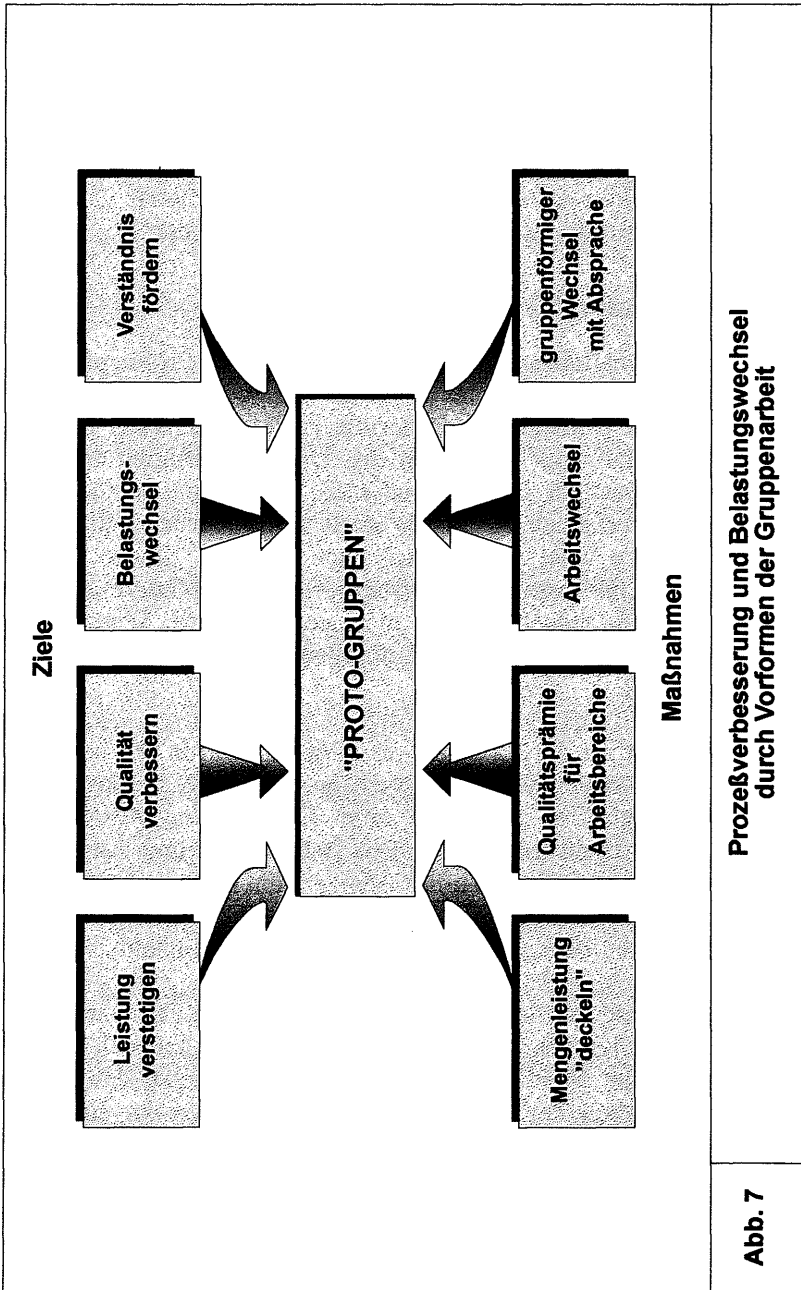 Ziele
Leistung
verstetigen
Qualität
verbessern
Belastungs-
wechsel
Verständnis
fördern
"PROTO-GRUPPEN"
Mengenleistung
"deckeln"
Qualitätsprämie
für
Arbeitsbereiche
Arbeitswechsel
gruppenförmiger
Wechsel
mit Absprache
Maßnahmen
Abb. 7
Prozeßverbesserung und Belastungswechsel
durch Vorformen der Gruppenarbeit